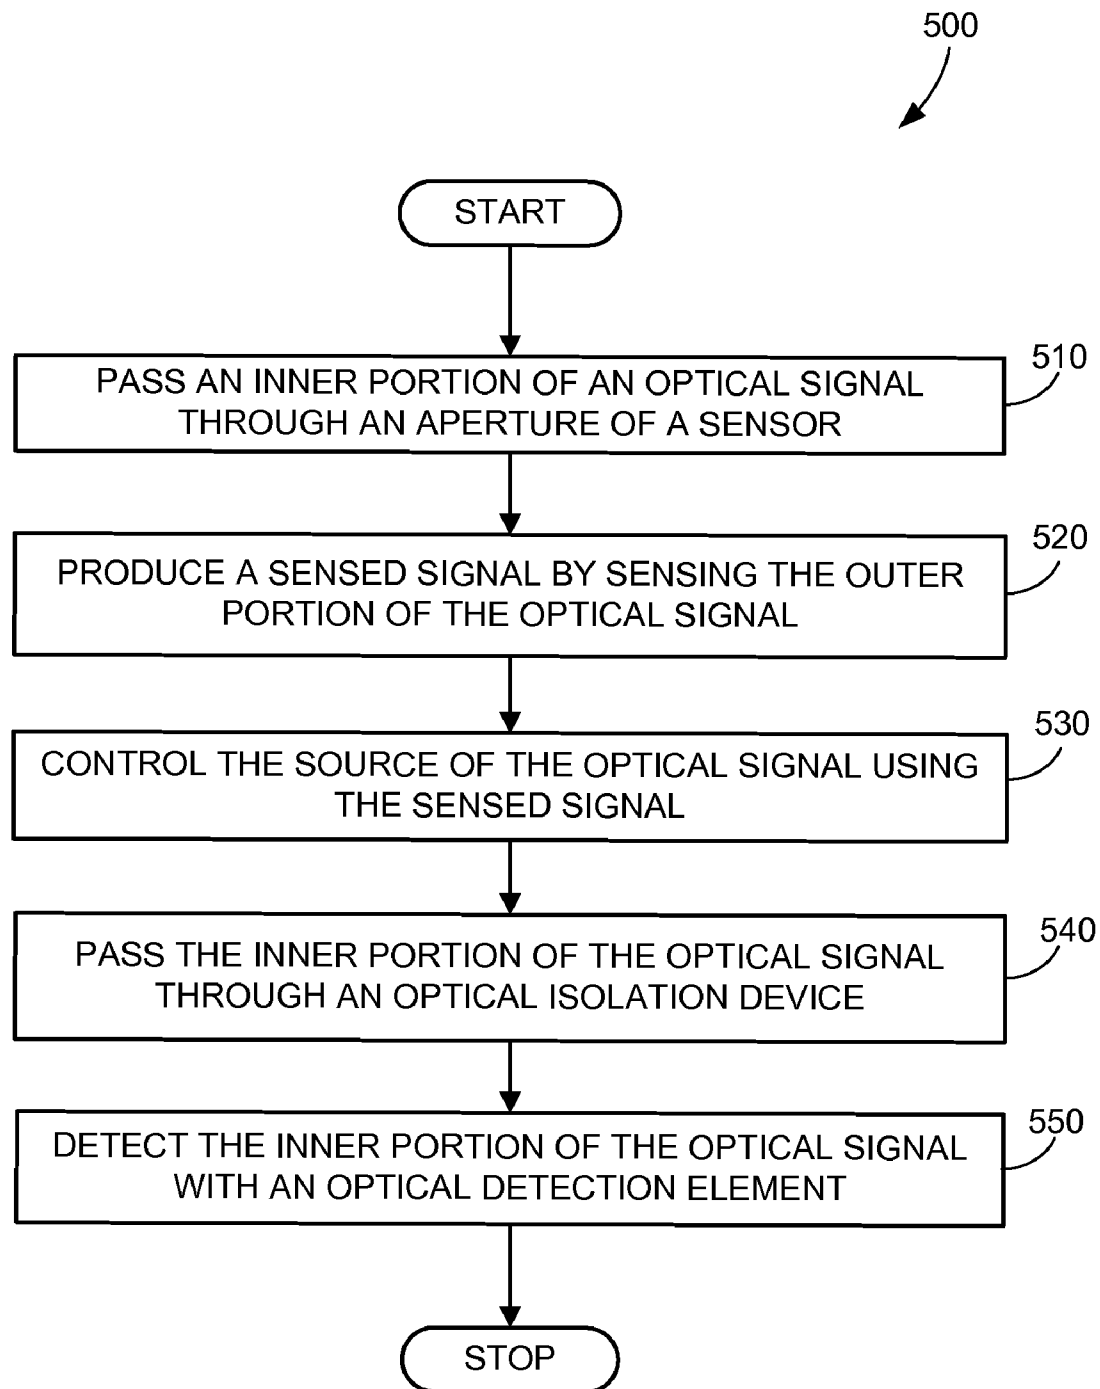 500
START
PASS AN INNER PORTION OF AN OPTICAL SIGNAL
THROUGH AN APERTURE OF A SENSOR
510
PRODUCE A SENSED SIGNAL BY SENSING THE OUTER
PORTION OF THE OPTICAL SIGNAL
520
CONTROL THE SOURCE OF THE OPTICAL SIGNAL USING
THE SENSED SIGNAL
530
PASS THE INNER PORTION OF THE OPTICAL SIGNAL
THROUGH AN OPTICAL ISOLATION DEVICE
540
DETECT THE INNER PORTION OF THE OPTICAL SIGNAL
WITH AN OPTICAL DETECTION ELEMENT
550
STOP